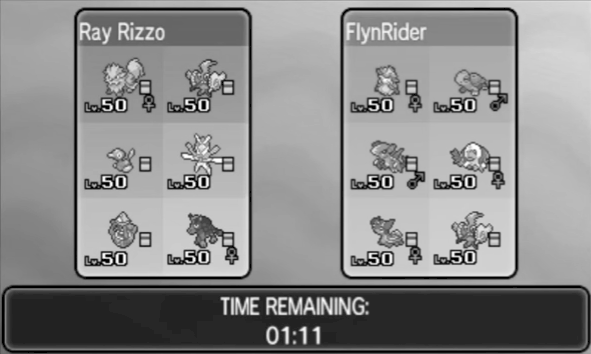 Ray Rizzo
Lv.50 ♀ Lv.50
Lv.50 Lv.50
Lv.50 Lv.50 ♀
FlynRider
Lv.50 ♀ Lv.50 ♂
Lv.50 ♂ Lv.50 ♀
Lv.50 ♀ Lv.50
TIME REMAINING:
01:11